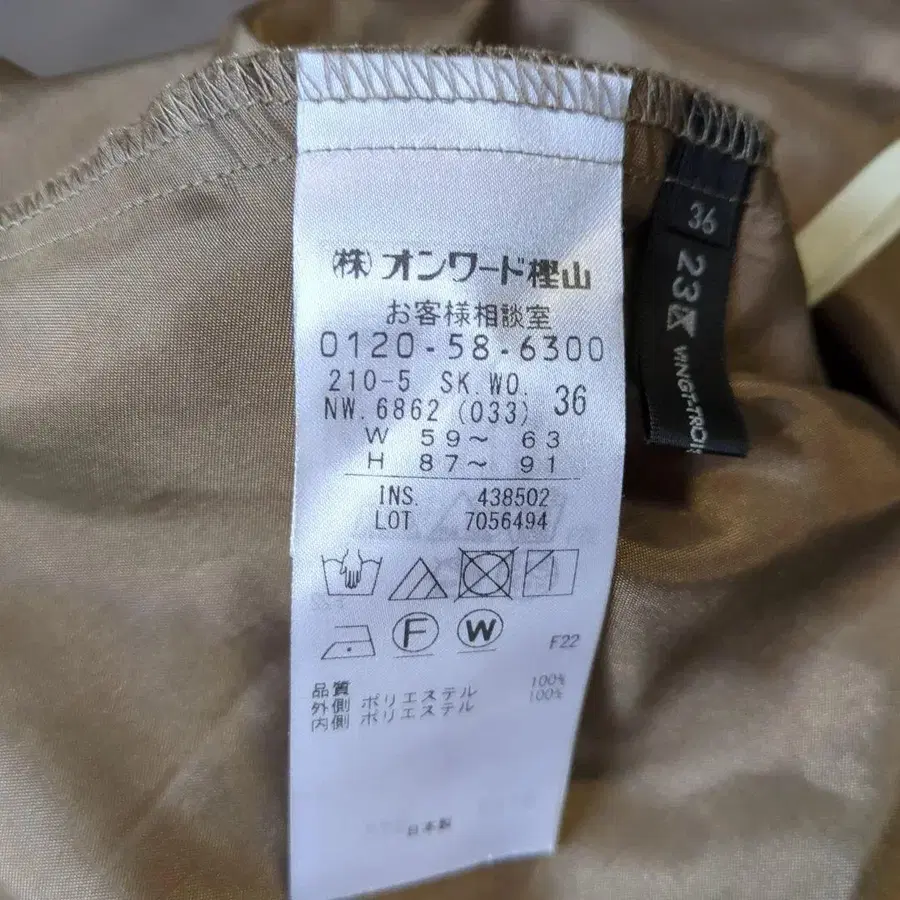 (株)オンワード樫山
お客様相談室
0120-58-6300
210-5 SK.WO.
NW.6862 (033) 36
W 59~ 63
H 87~ 91
INS. 438502
LOT 7056494
F
W
F22
品質
外側 ポリエステル 100%
内側 ポリエステル 100%
日本製
36
23
VINGT-TROIS